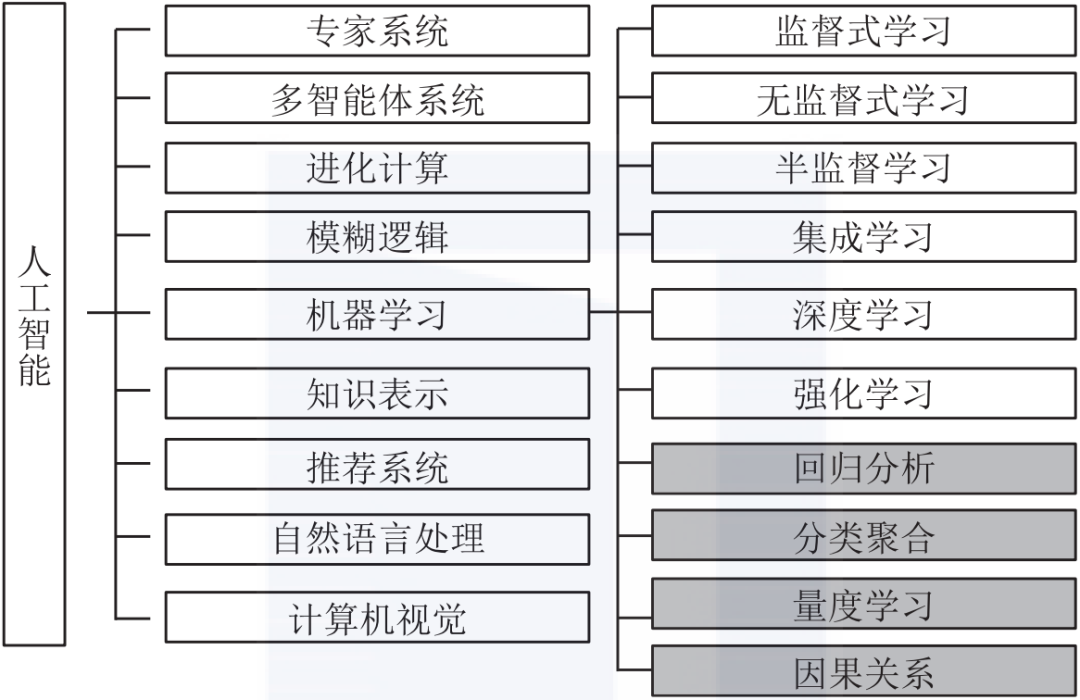 人工智能
专家系统
多智能体系统
进化计算
模糊逻辑
机器学习
知识表示
推荐系统
自然语言处理
计算机视觉
监督式学习
无监督式学习
半监督学习
集成学习
深度学习
强化学习
回归分析
分类聚合
量度学习
因果关系